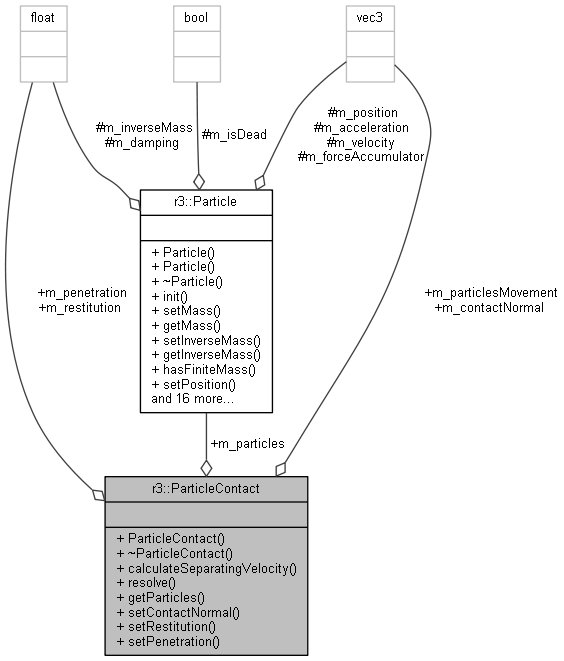 float
bool
vec3
#m_inverseMass
#m_damping
#m_isDead
#m_position
#m_acceleration
#m_velocity
#m_forceAccumulator
r3::Particle
+ Particle()
+ Particle()
+ ~Particle()
+ init()
+ setMass()
+ getMass()
+ setInverseMass()
+ getInverseMass()
+ hasFiniteMass()
+ setPosition()
and 16 more...
+m_penetration
+m_restitution
+m_particlesMovement
+m_contactNormal
+m_particles
r3::ParticleContact
+ ParticleContact()
+ ~ParticleContact()
+ calculateSeparatingVelocity()
+ resolve()
+ getParticles()
+ setContactNormal()
+ setRestitution()
+ setPenetration()